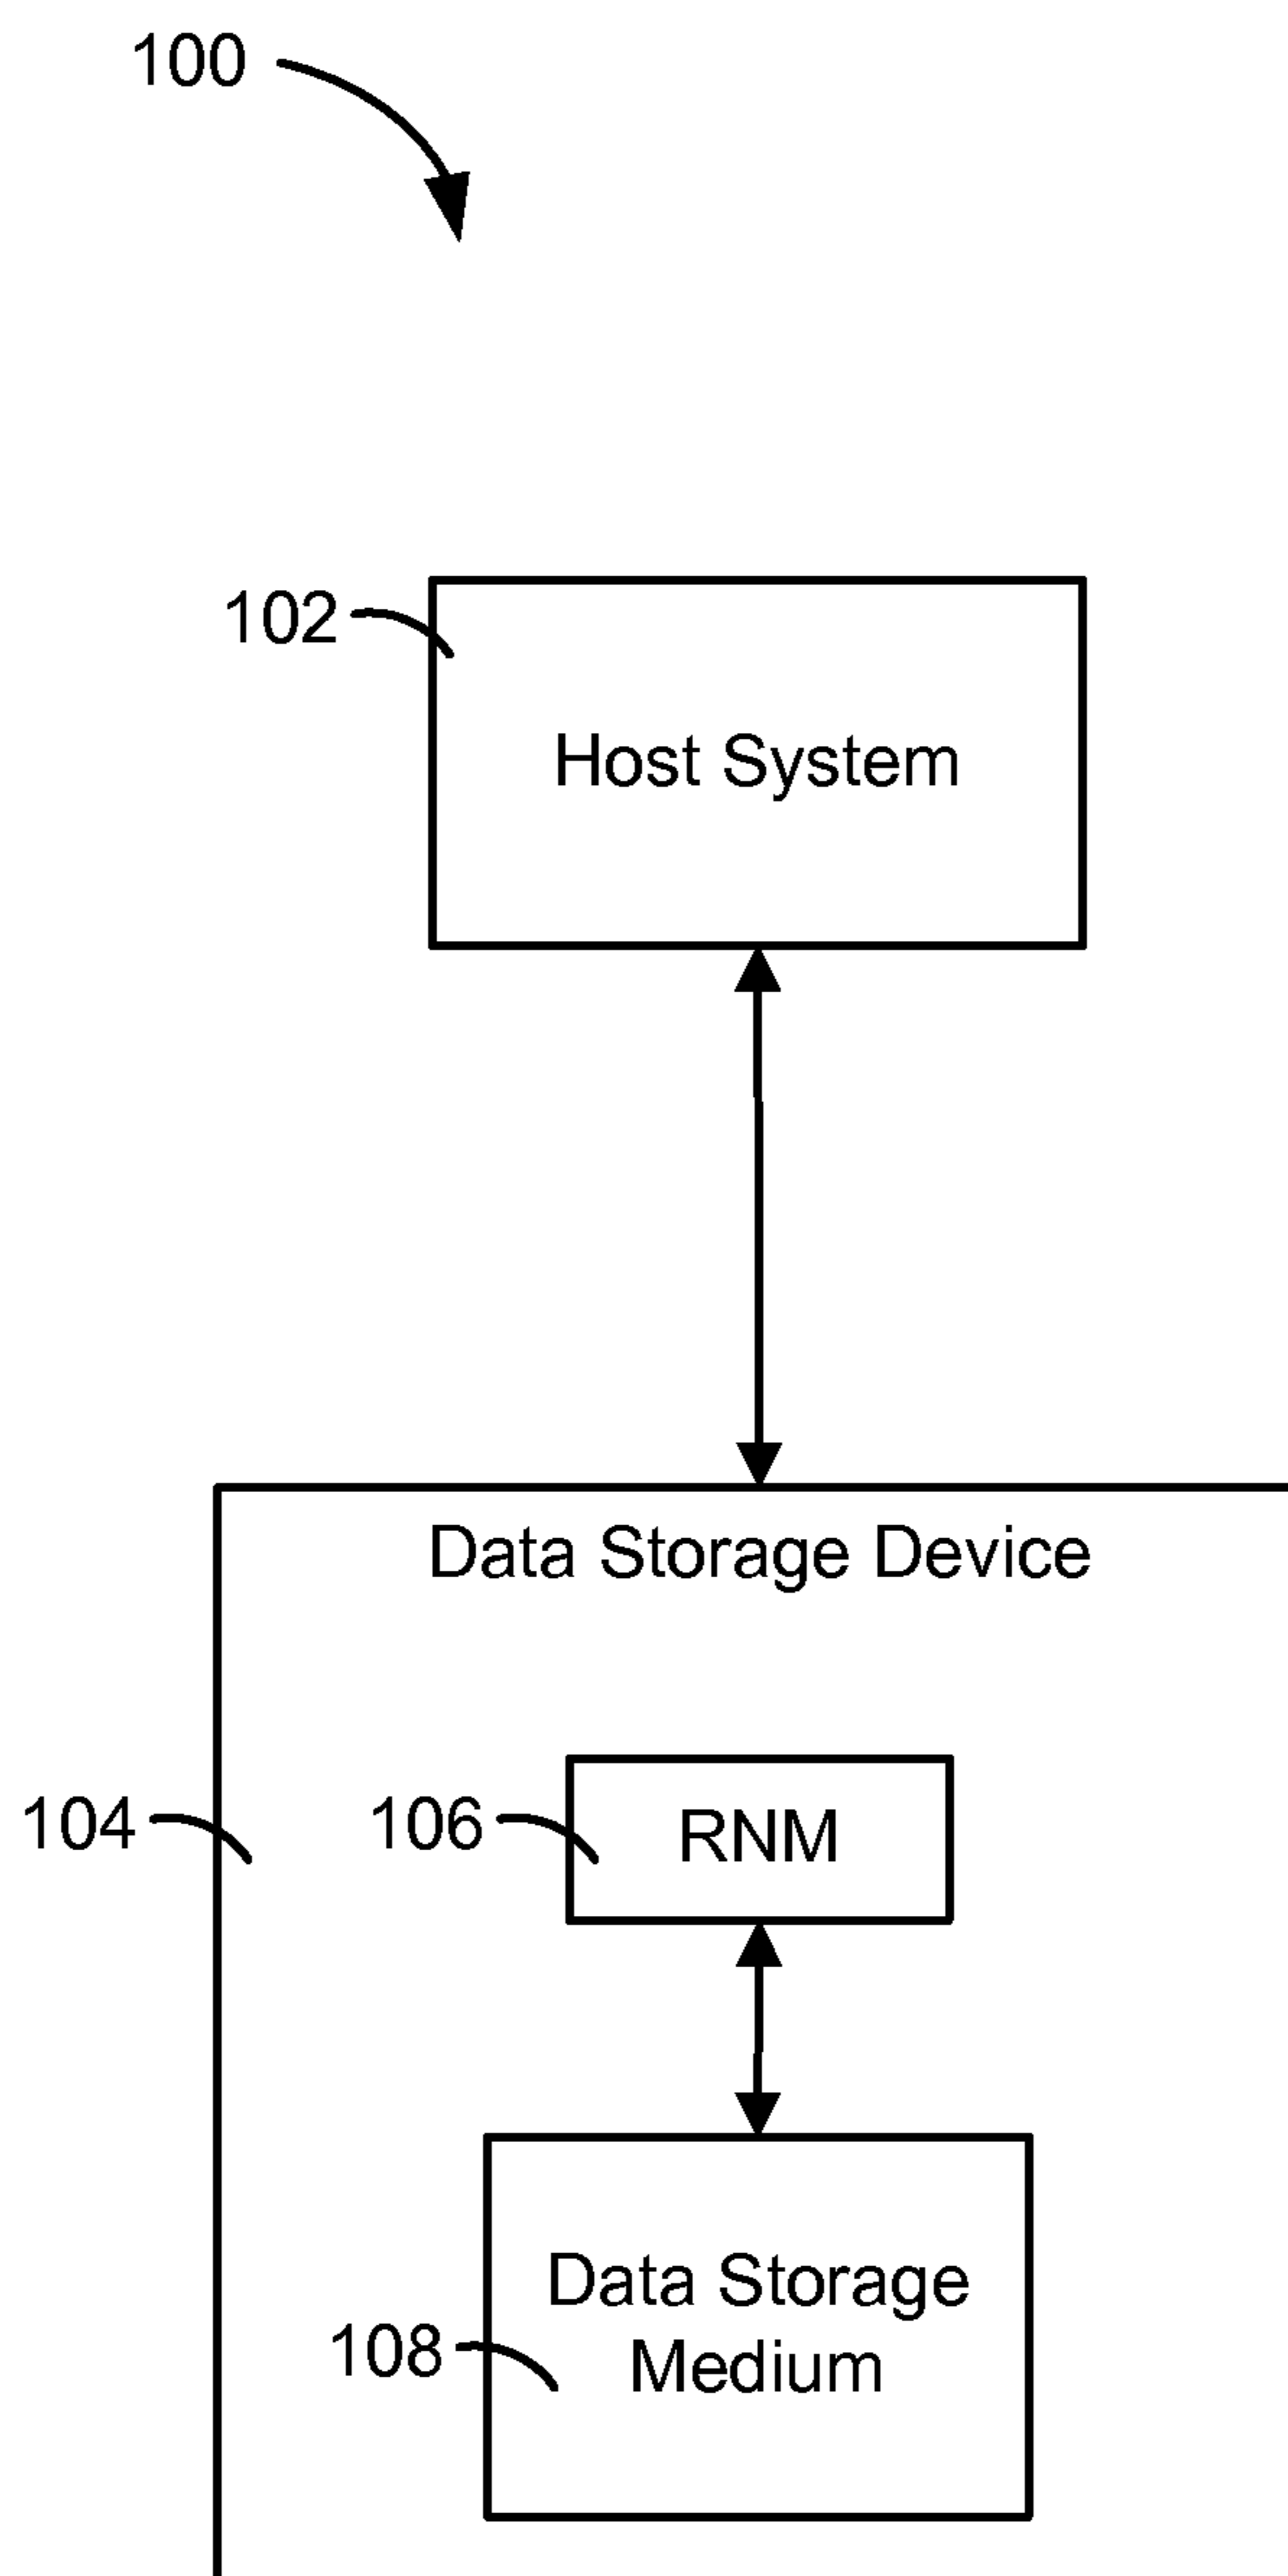 100
102
Host System
Data Storage Device
104
106
RNM
Data Storage
108
Medium